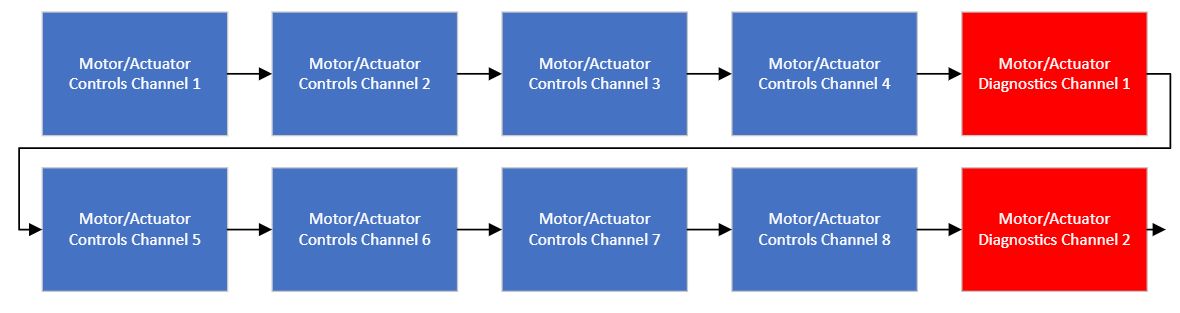 Motor/Actuator
Controls Channel 1
Motor/Actuator
Controls Channel 2
Motor/Actuator
Controls Channel 3
Motor/Actuator
Controls Channel 4
Motor/Actuator
Diagnostics Channel 1
Motor/Actuator
Controls Channel 5
Motor/Actuator
Controls Channel 6
Motor/Actuator
Controls Channel 7
Motor/Actuator
Controls Channel 8
Motor/Actuator
Diagnostics Channel 2